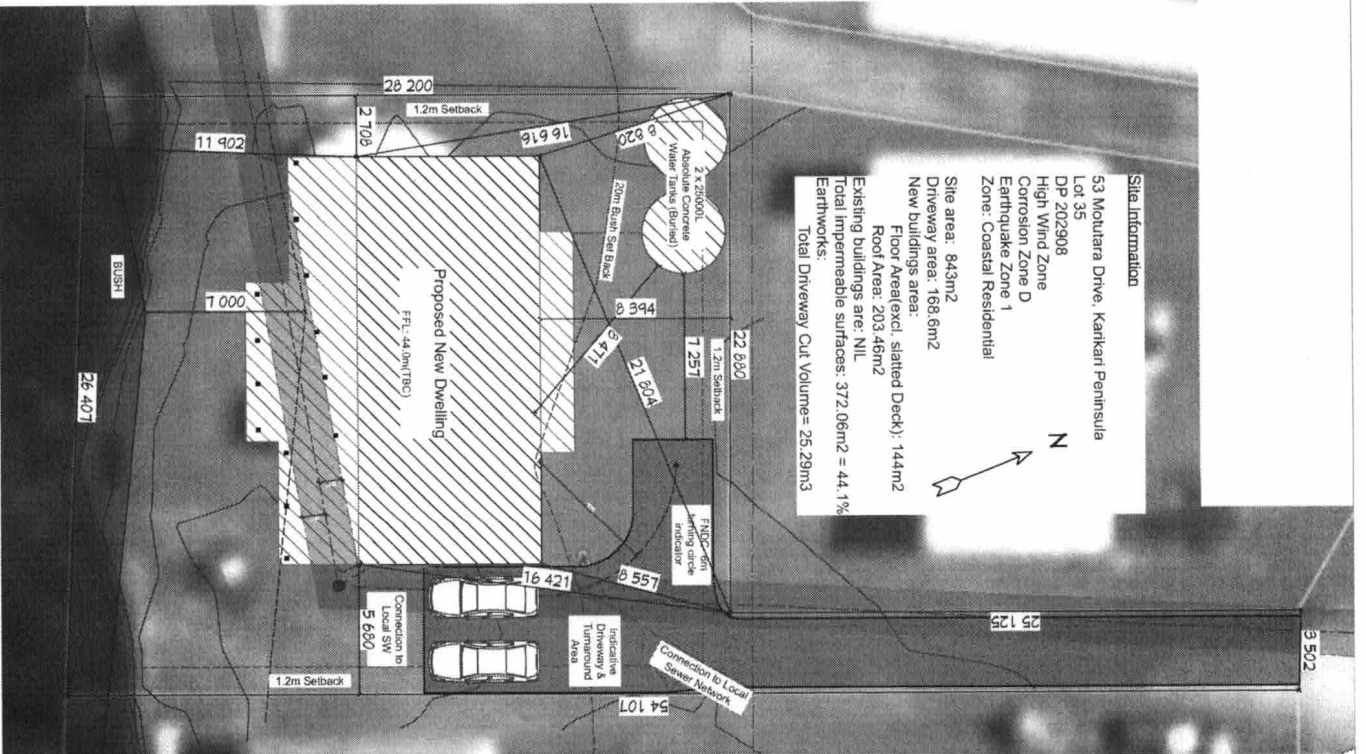 Site Information
53 Motutara Drive, Karikari Peninsula
Lot 35
DP 202908
High Wind Zone
Corrosion Zone D
Earthquake Zone 1
Zone: Coastal Residential
Site area: 843m2
Driveway area: 168.6m2
New buildings area:
Floor Area(excl. slatted Deck): 144m2
Roof Area: 203.46m2
Existing buildings are: NIL
Total impermeable surfaces: 372.06m2 = 44.1%
Earthworks:
Total Driveway Cut Volume= 25.29m3
N
28 200
1.2m Setback
2 708
11 902
16 616
8 820
2 x 25000L
Absolute Concrete
Water Tanks (Buried)
20m Bush Set Back
BUSH
7 000
Proposed New Dwelling
FFL: 44.0m(TBC)
8 394
8 471
21 804
7 257
1.2m Setback
22 880
26 407
FNDC 6m
turning circle
indicator
16 421
8 557
Connection to
Local SW
5 680
Indicative
Driveway &
Turnaround
Area
Connection to Local
Sewer Network
1.2m Setback
54 107
25 125
3 502